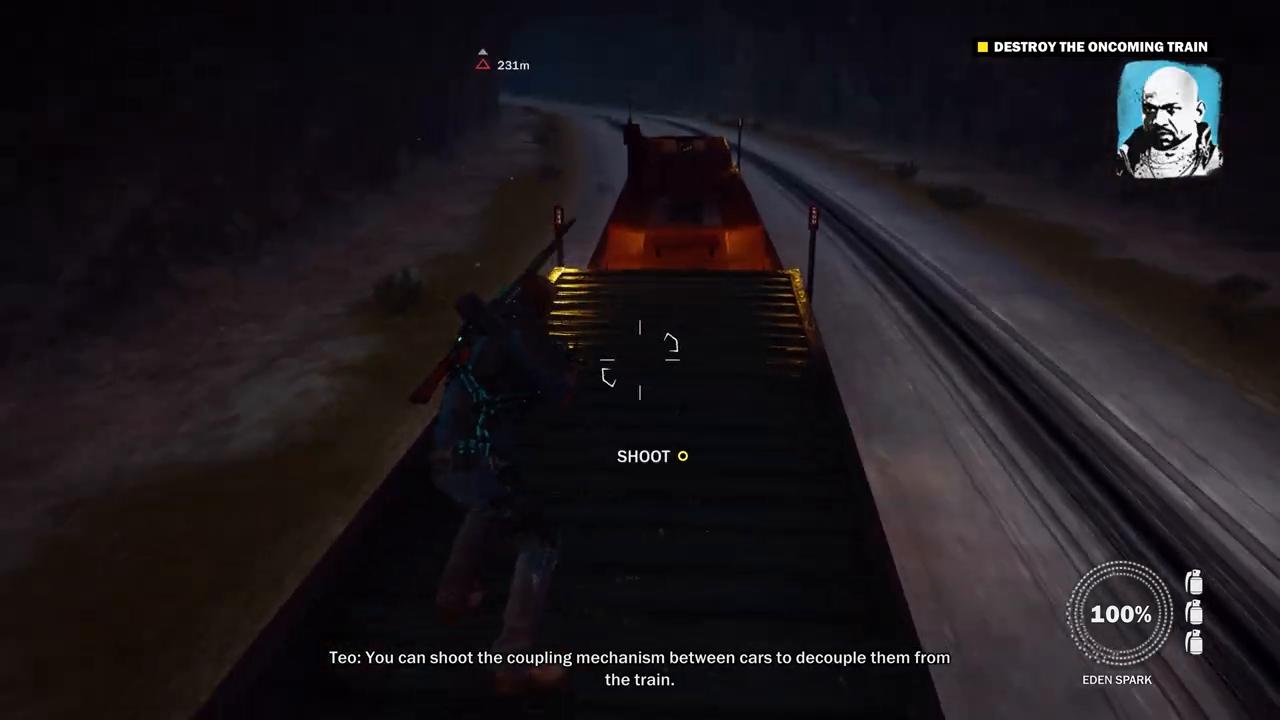 DESTROY THE ONCOMING TRAIN
231m
SHOOT
100%
EDEN SPARK
Teo: You can shoot the coupling mechanism between cars to decouple them from
the train.